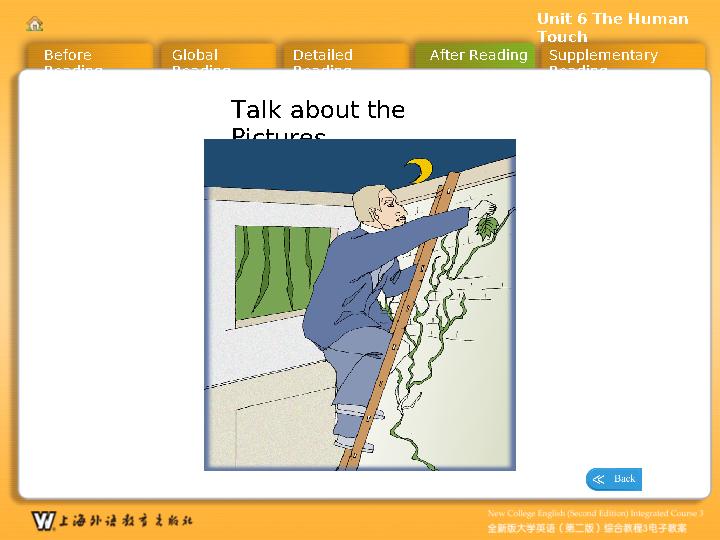 Unit 6 The Human
Touch
Before
Reading
Global
Reading
Detailed
Reading
After Reading
Supplementary
Reading
Talk about the
Pictures
Back
W 上海外语教育出版社
New College English (Second Edition) Integrated Course 3
全新版大学英语（第二版）综合教程3电子教案